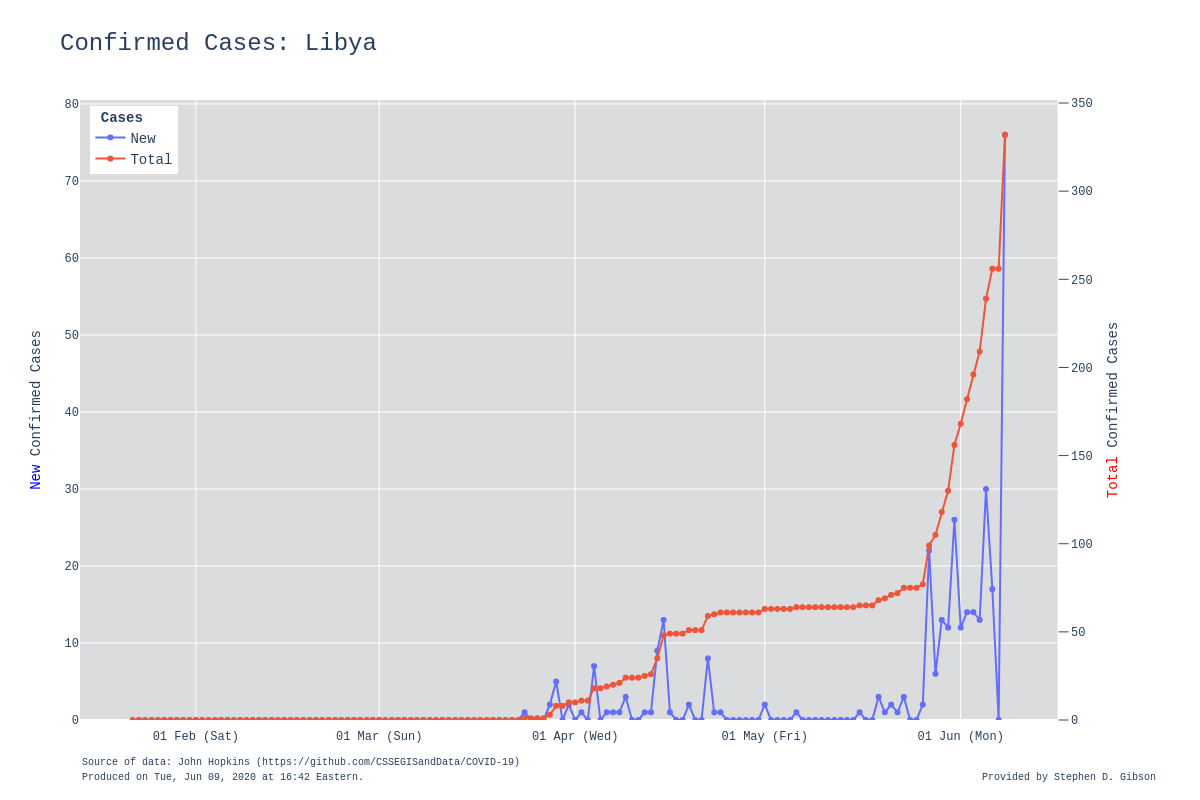 Confirmed Cases: Libya
Cases
New
Total
80
70
60
50
40
30
20
10
0
New Confirmed Cases
350
300
250
200
150
100
50
0
Total Confirmed Cases
01 Feb (Sat)
01 Mar (Sun)
01 Apr (Wed)
01 May (Fri)
01 Jun (Mon)
Source of data: John Hopkins (https://github.com/CSSEGISandData/COVID-19)
Produced on Tue, Jun 09, 2020 at 16:42 Eastern.
Provided by Stephen D. Gibson